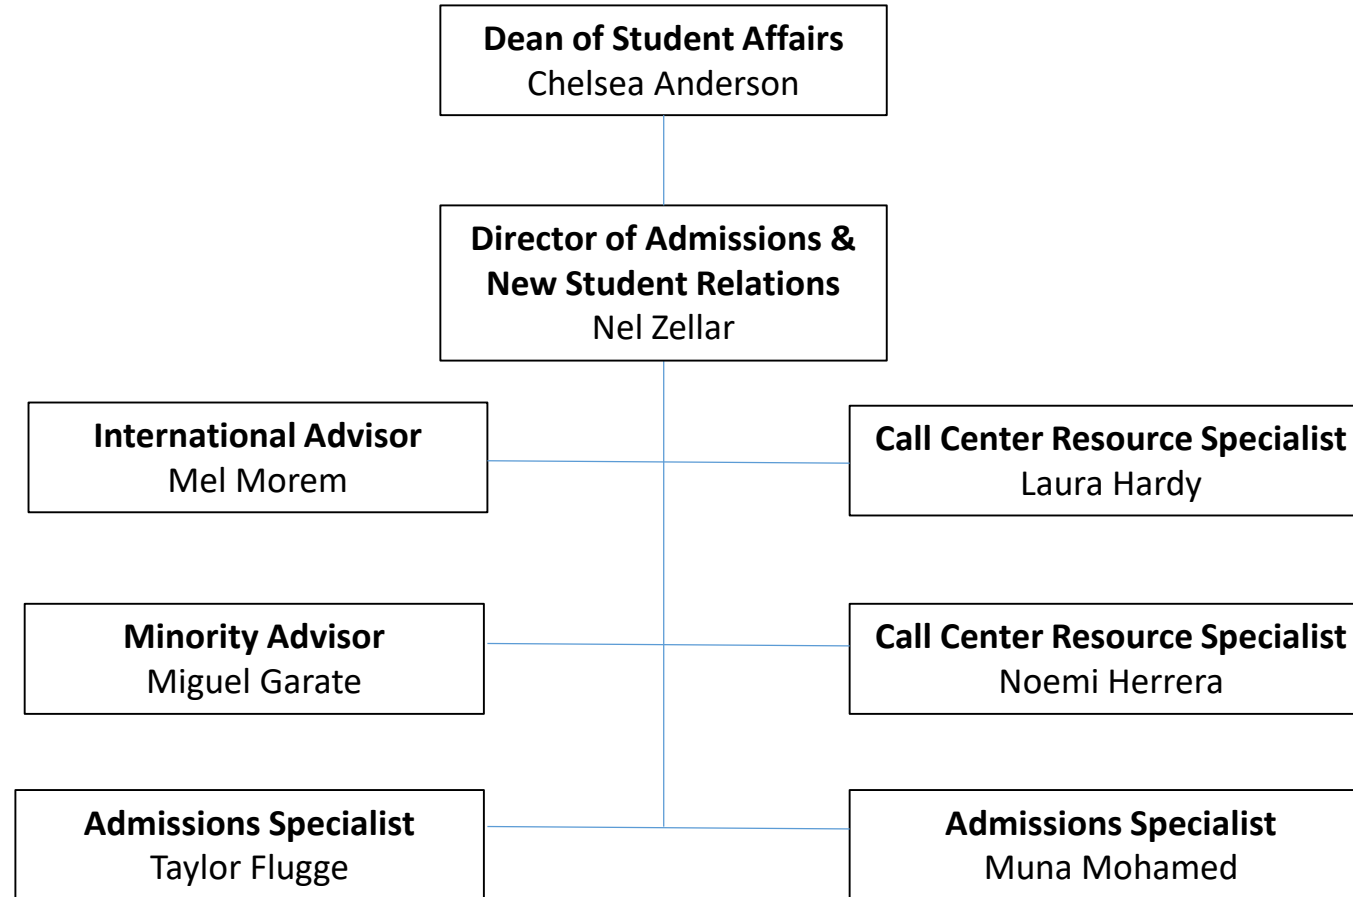 Dean of Student Affairs
Chelsea Anderson
Director of Admissions &
New Student Relations
Nel Zellar
International Advisor
Mel Morem
Call Center Resource Specialist
Laura Hardy
Minority Advisor
Miguel Garate
Call Center Resource Specialist
Noemi Herrera
Admissions Specialist
Taylor Flugge
Admissions Specialist
Muna Mohamed